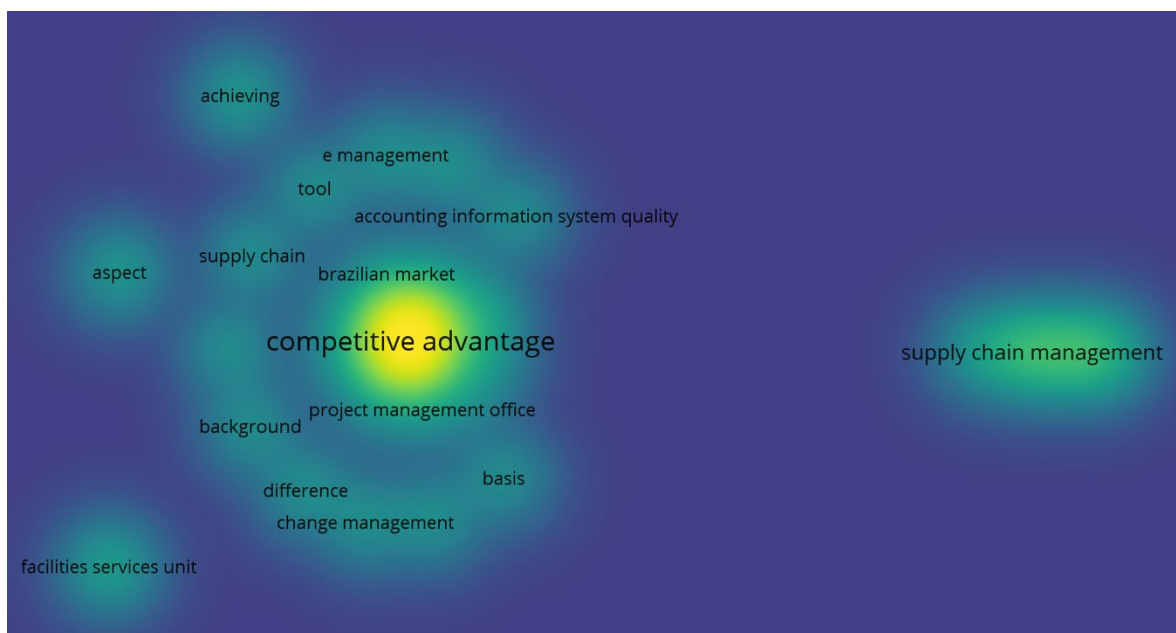 achieving
e management
tool
accounting information system quality
supply chain
aspect
brazilian market
competitive advantage
supply chain management
project management office
background
basis
difference
change management
facilities services unit